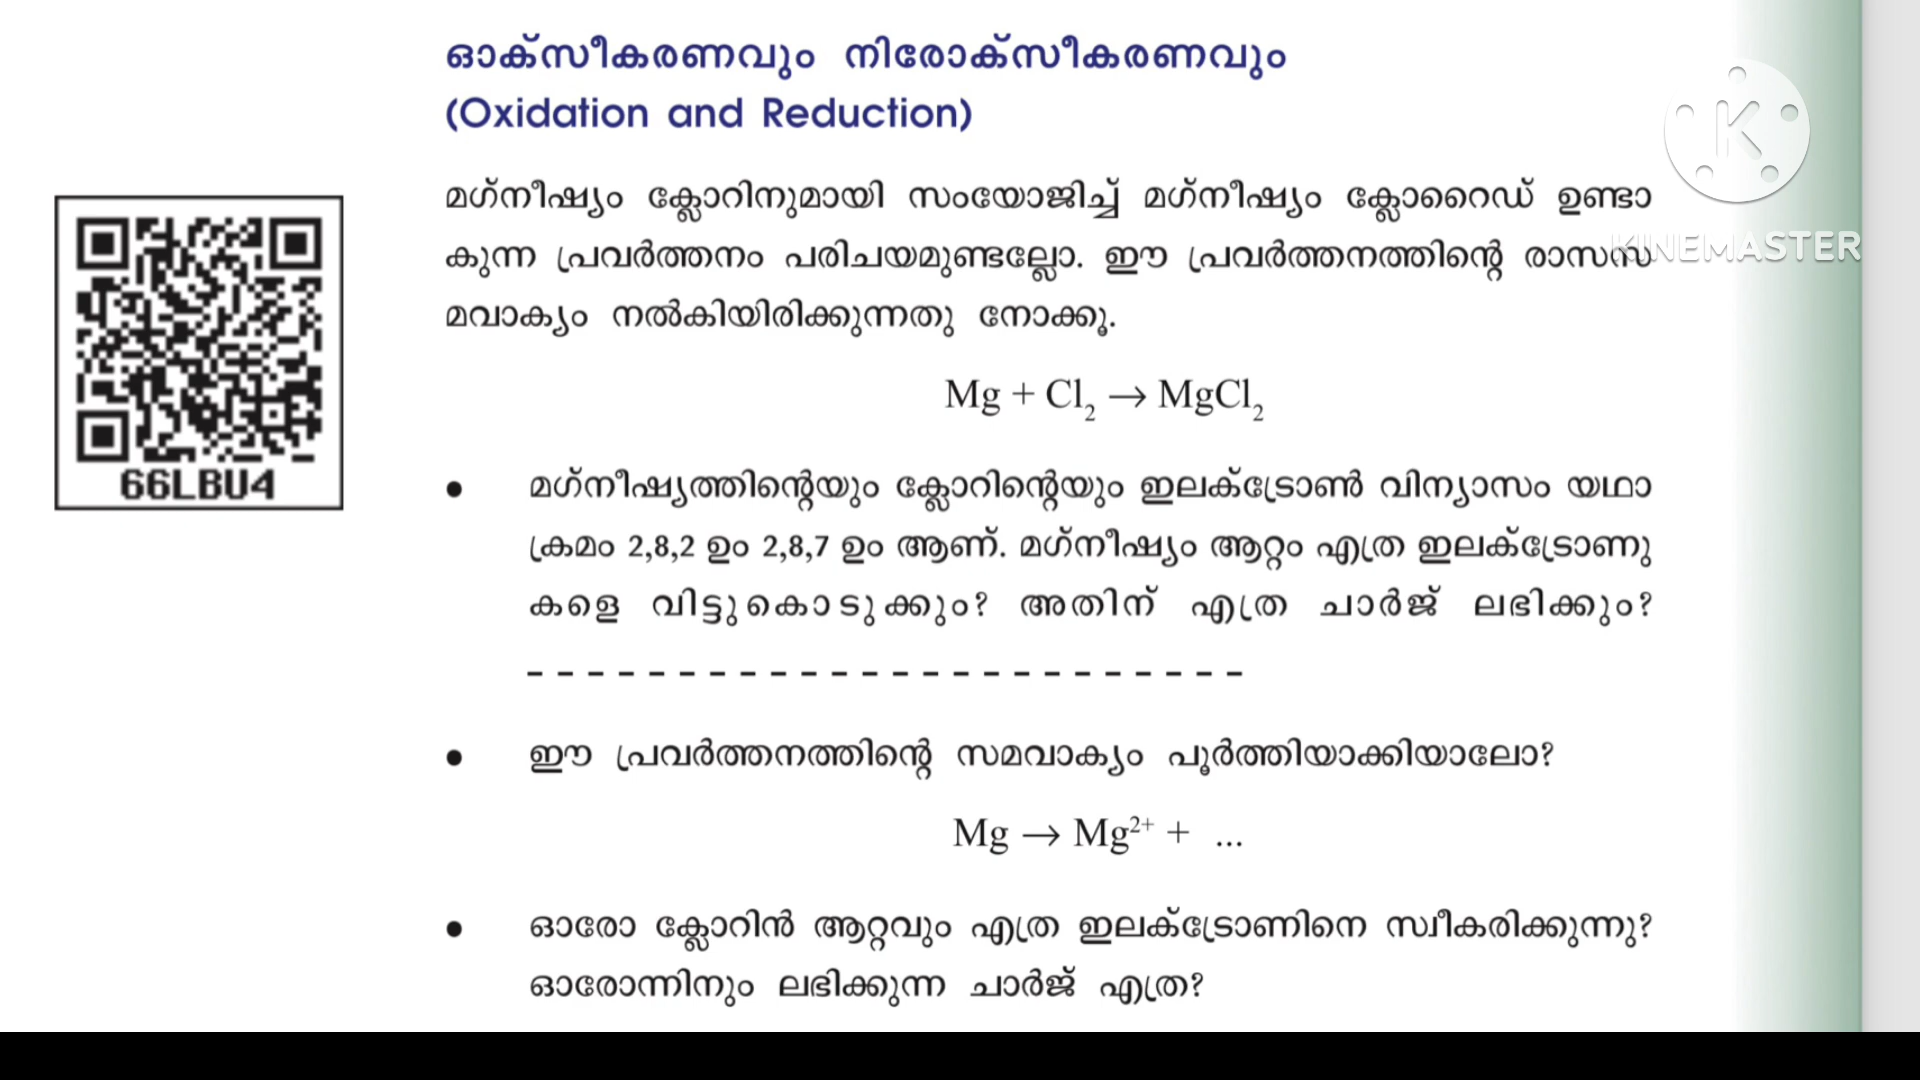 ഓക്സീകരണവും നിരോക്സീകരണവും
(Oxidation and Reduction)
മഗ്നീഷ്യം ക്ലോറിനുമായി സംയോജിച്ച് മഗ്നീഷ്യം ക്ലോറൈഡ് ഉണ്ടാ
കുന്ന പ്രവർത്തനം പരിചയമുണ്ടല്ലോ. ഈ പ്രവർത്തനത്തിന്റെ രാസസ
മവാക്യം നൽകിയിരിക്കുന്നതു നോക്കൂ.
Mg + Cl₂ → MgCl₂
• മഗ്നീഷ്യത്തിന്റെയും ക്ലോറിന്റെയും ഇലക്ട്രോൺ വിന്യാസം യഥാ
ക്രമം 2,8,2 ഉം 2,8,7 ഉം ആണ്. മഗ്നീഷ്യം ആറ്റം എത്ര ഇലക്ട്രോണു
കളെ വിട്ടുകൊടുക്കും? അതിന് എത്ര ചാർജ് ലഭിക്കും?
• ഈ പ്രവർത്തനത്തിന്റെ സമവാക്യം പൂർത്തിയാക്കിയാലോ?
Mg → Mg²⁺ + ...
• ഓരോ ക്ലോറിൻ ആറ്റവും എത്ര ഇലക്ട്രോണിനെ സ്വീകരിക്കുന്നു?
ഓരോന്നിനും ലഭിക്കുന്ന ചാർജ് എത്ര?
66LBU4
K
KINEMASTER